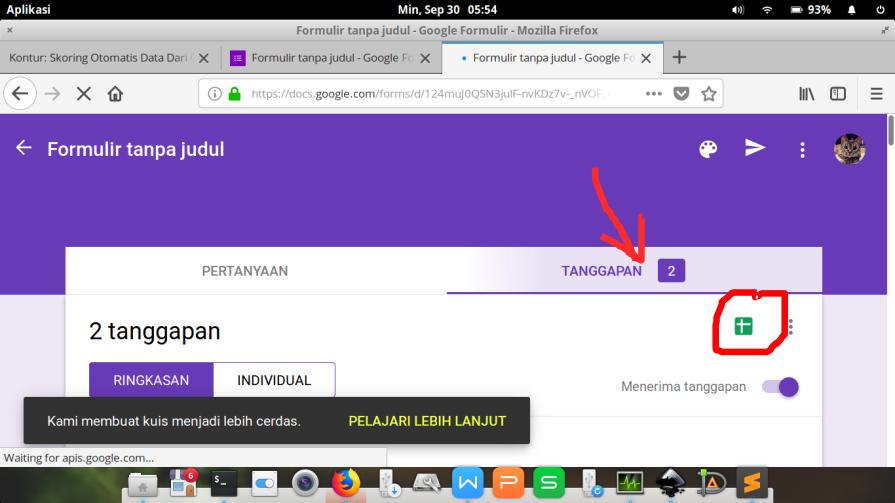 Aplikasi
Min, Sep 30 05:54
93%
Formulir tanpa judul - Google Formulir - Mozilla Firefox
Kontur: Skoring Otomatis Data Dari
Formulir tanpa judul - Google Fo
Formulir tanpa judul - Google Fo
https://docs.google.com/forms/d/124muJ0QSN3julF-nvKDz7v-_nVOF_
Formulir tanpa judul
PERTANYAAN
TANGGAPAN 2
2 tanggapan
RINGKASAN
INDIVIDUAL
Menerima tanggapan
Kami membuat kuis menjadi lebih cerdas.
PELAJARI LEBIH LANJUT
Waiting for apis.google.com...
6
$_
W
P
S